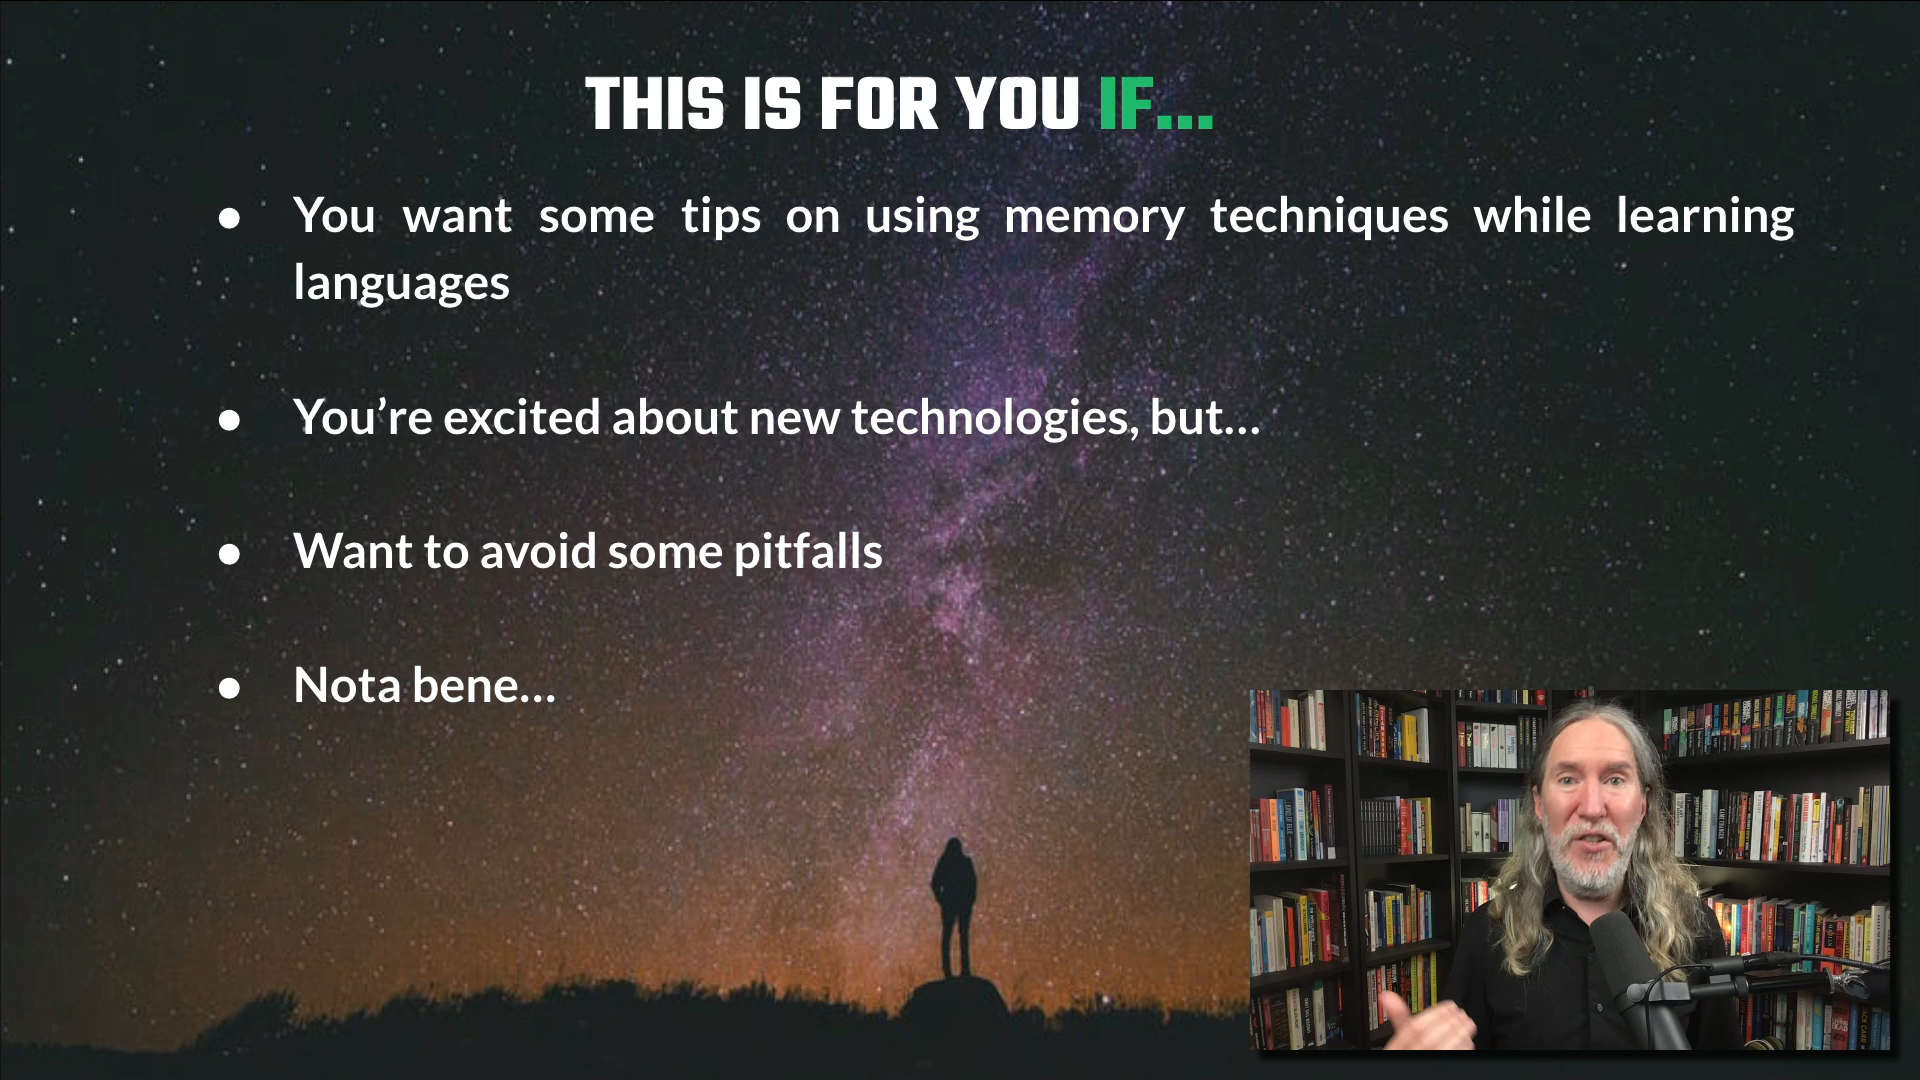 THIS IS FOR YOU IF...
● You want some tips on using memory techniques while learning
languages
● You’re excited about new technologies, but...
● Want to avoid some pitfalls
● Nota bene...